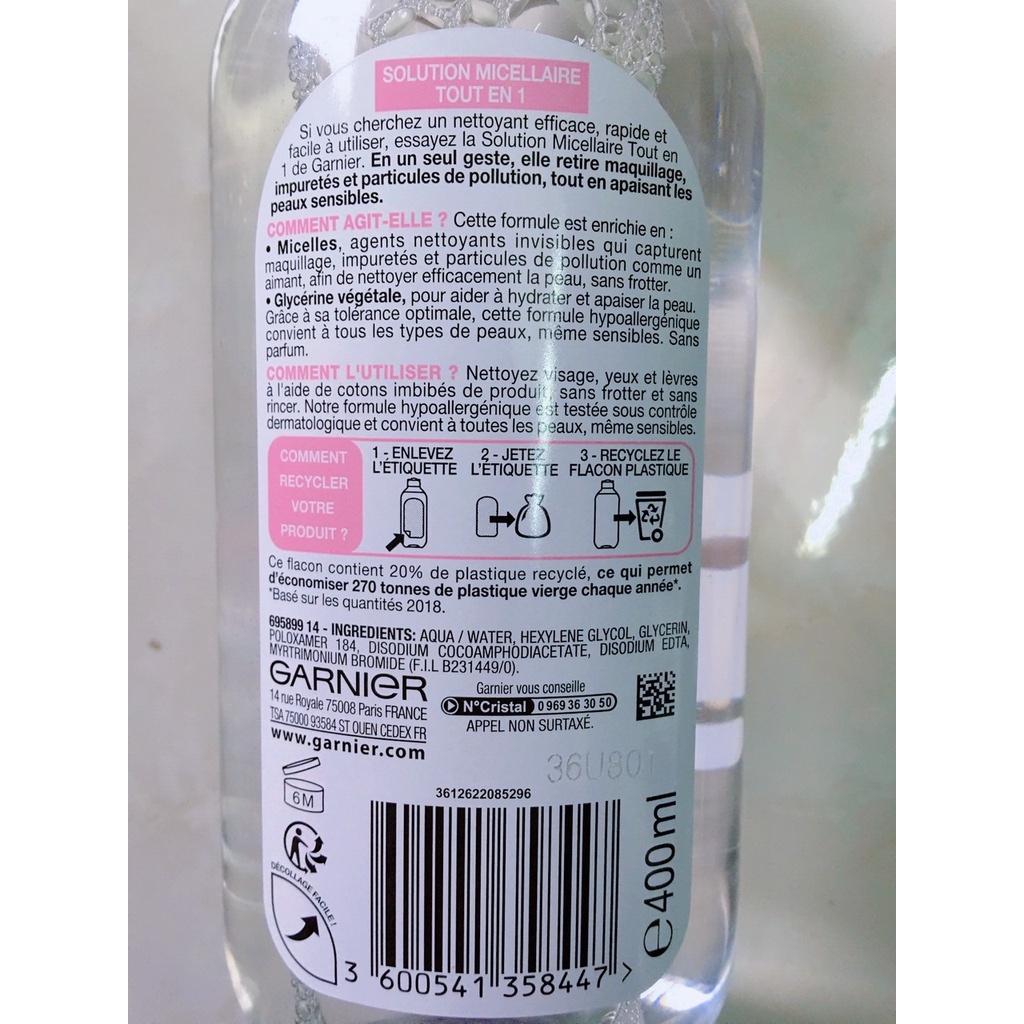 SOLUTION MICELLAIRE
TOUT EN 1
Si vous cherchez un nettoyant efficace, rapide et
facile à utiliser, essayez la Solution Micellaire Tout en
1 de Garnier. En un seul geste, elle retire maquillage,
impuretés et particules de pollution, tout en apaisant les
peaux sensibles.
COMMENT AGIT-ELLE ? Cette formule est enrichie en :
• Micelles, agents nettoyants invisibles qui capturent
maquillage, impuretés et particules de pollution comme un
aimant, afin de nettoyer efficacement la peau, sans frotter.
• Glycérine végétale, pour aider à hydrater et apaiser la peau.
Grâce à sa tolérance optimale, cette formule hypoallergénique
convient à tous les types de peaux, même sensibles. Sans
parfum.
COMMENT L'UTILISER ? Nettoyez visage, yeux et lèvres
à l'aide de cotons imbibés de produit, sans frotter et sans
rincer. Notre formule hypoallergénique est testée sous contrôle
dermatologique et convient à toutes les peaux, même sensibles.
COMMENT
RECYCLER
VOTRE
PRODUIT ?
1 - ENLEVEZ
L'ÉTIQUETTE
2 - JETEZ
L'ÉTIQUETTE
3 - RECYCLEZ LE
FLACON PLASTIQUE
Ce flacon contient 20% de plastique recyclé, ce qui permet
d'économiser 270 tonnes de plastique vierge chaque année*.
*Basé sur les quantités 2018.
695899 14 - INGREDIENTS: AQUA / WATER, HEXYLENE GLYCOL, GLYCERIN,
POLOXAMER 184, DISODIUM COCOAMPHODIACETATE, DISODIUM EDTA,
MYRTRIMONIUM BROMIDE (F.I.L B231449/0).
GARNIER
14 rue Royale 75008 Paris FRANCE
TSA 75000 93584 ST OUEN CEDEX FR
www.garnier.com
Garnier vous conseille
N°Cristal 0 969 36 30 50
APPEL NON SURTAXÉ.
36U80
3612622085296
6M
DÉCOLLAGE FACILE !
e400ml
3 600541 358447 >